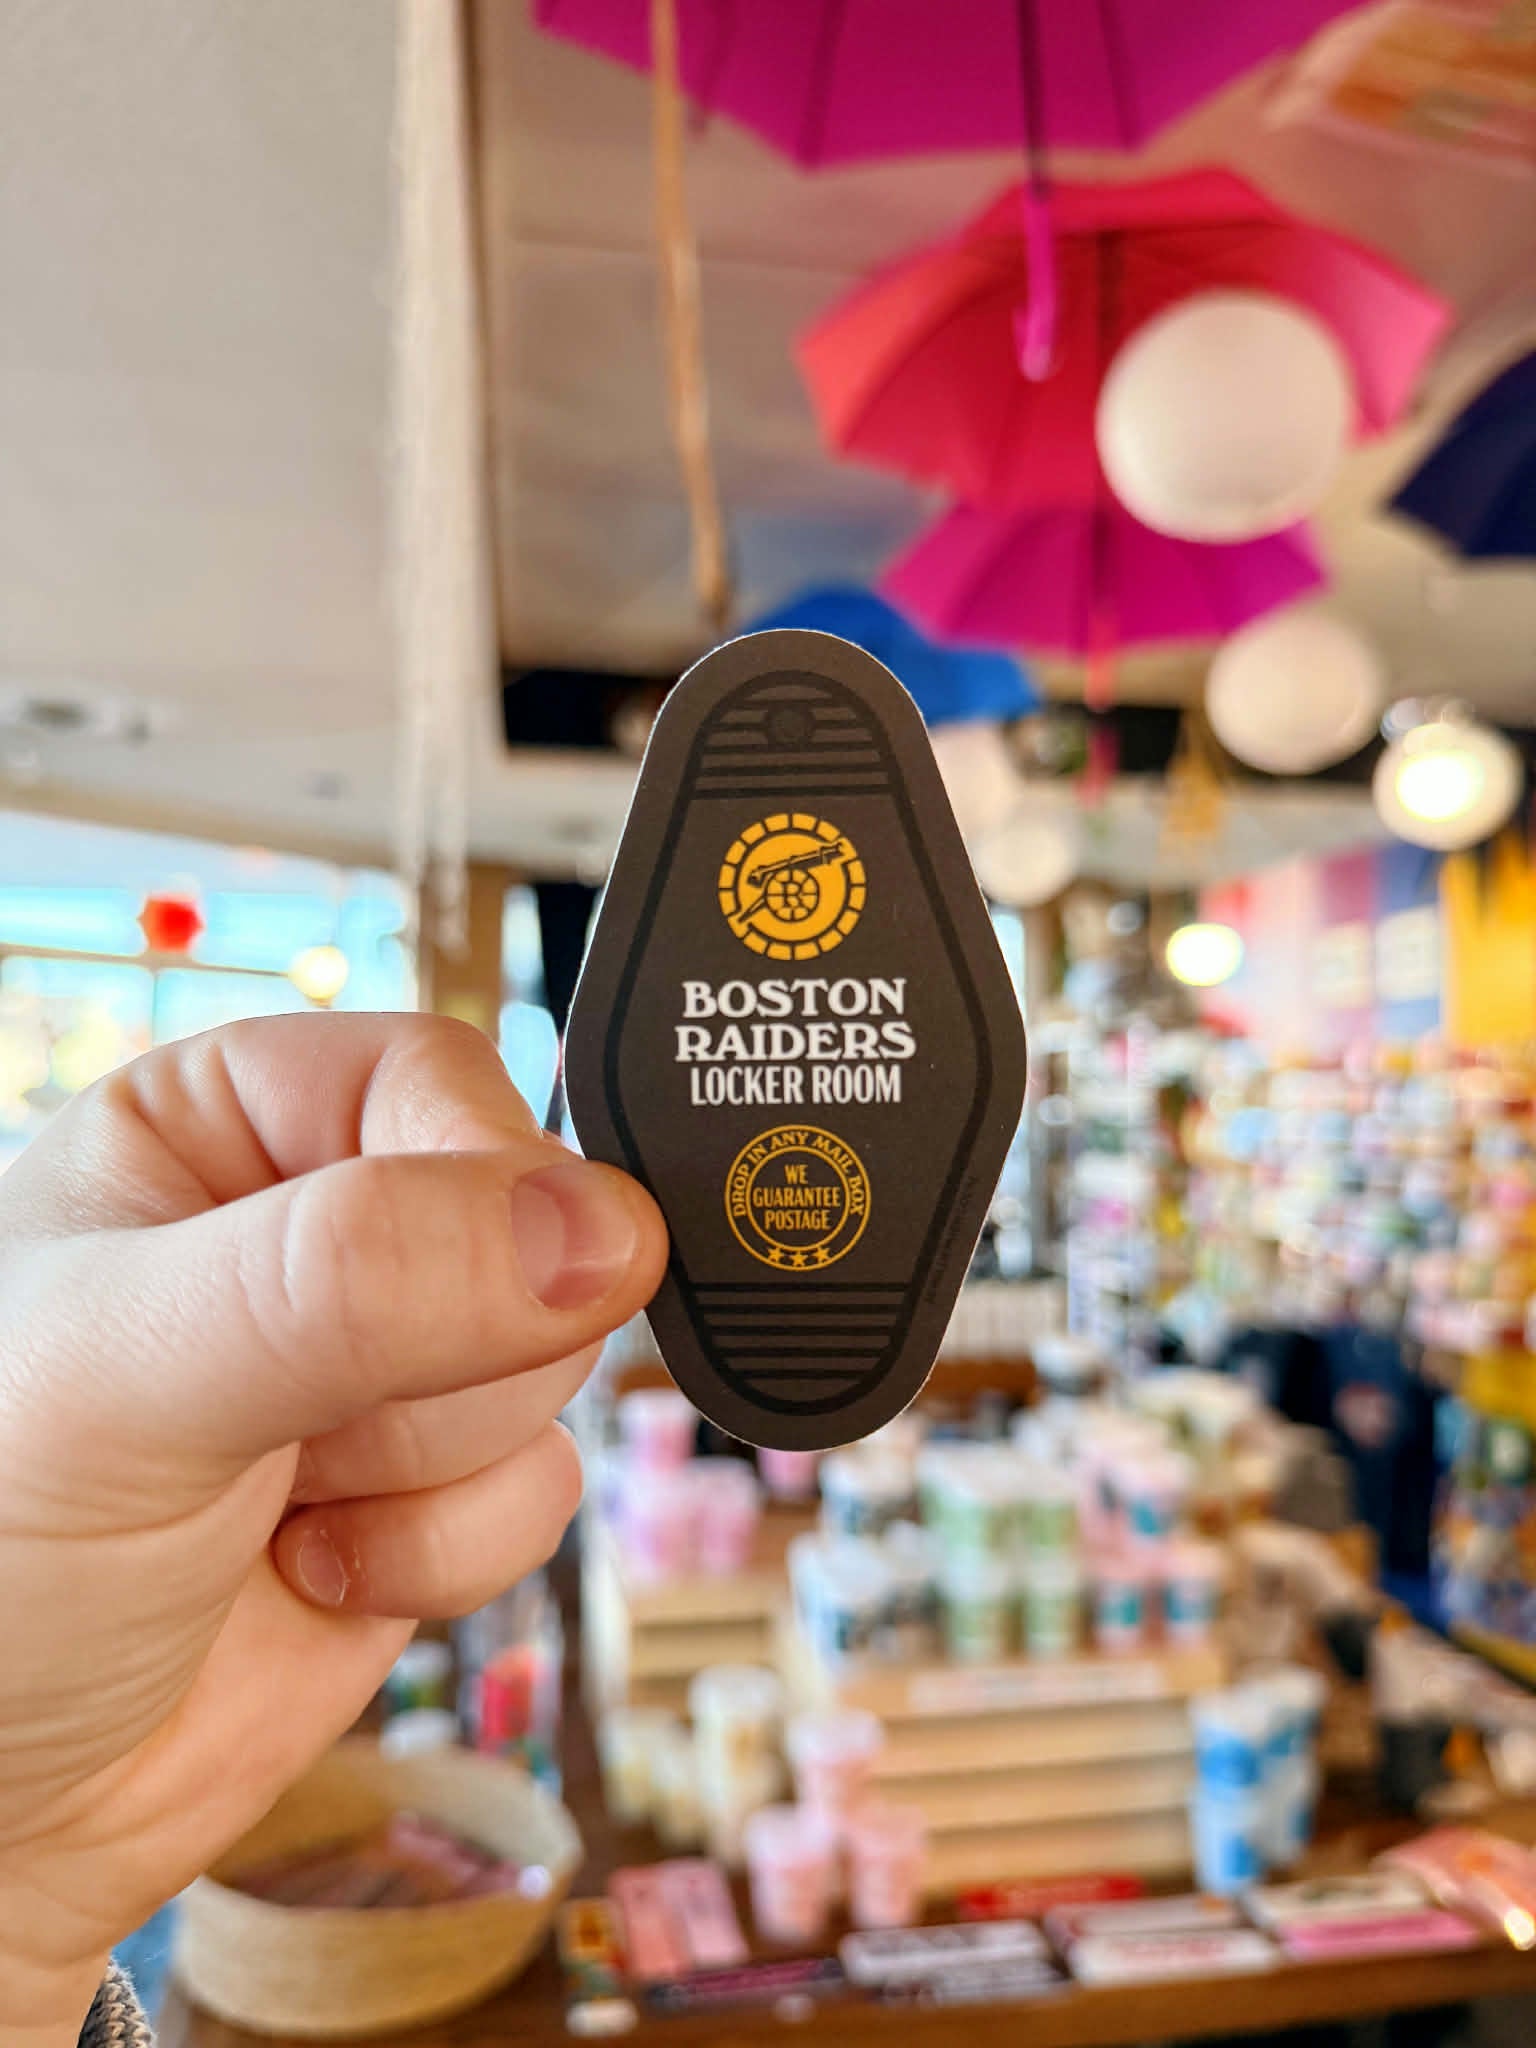 R
BOSTON
RAIDERS
LOCKER ROOM
DROP IN ANY MAIL BOX
WE
GUARANTEE
POSTAGE